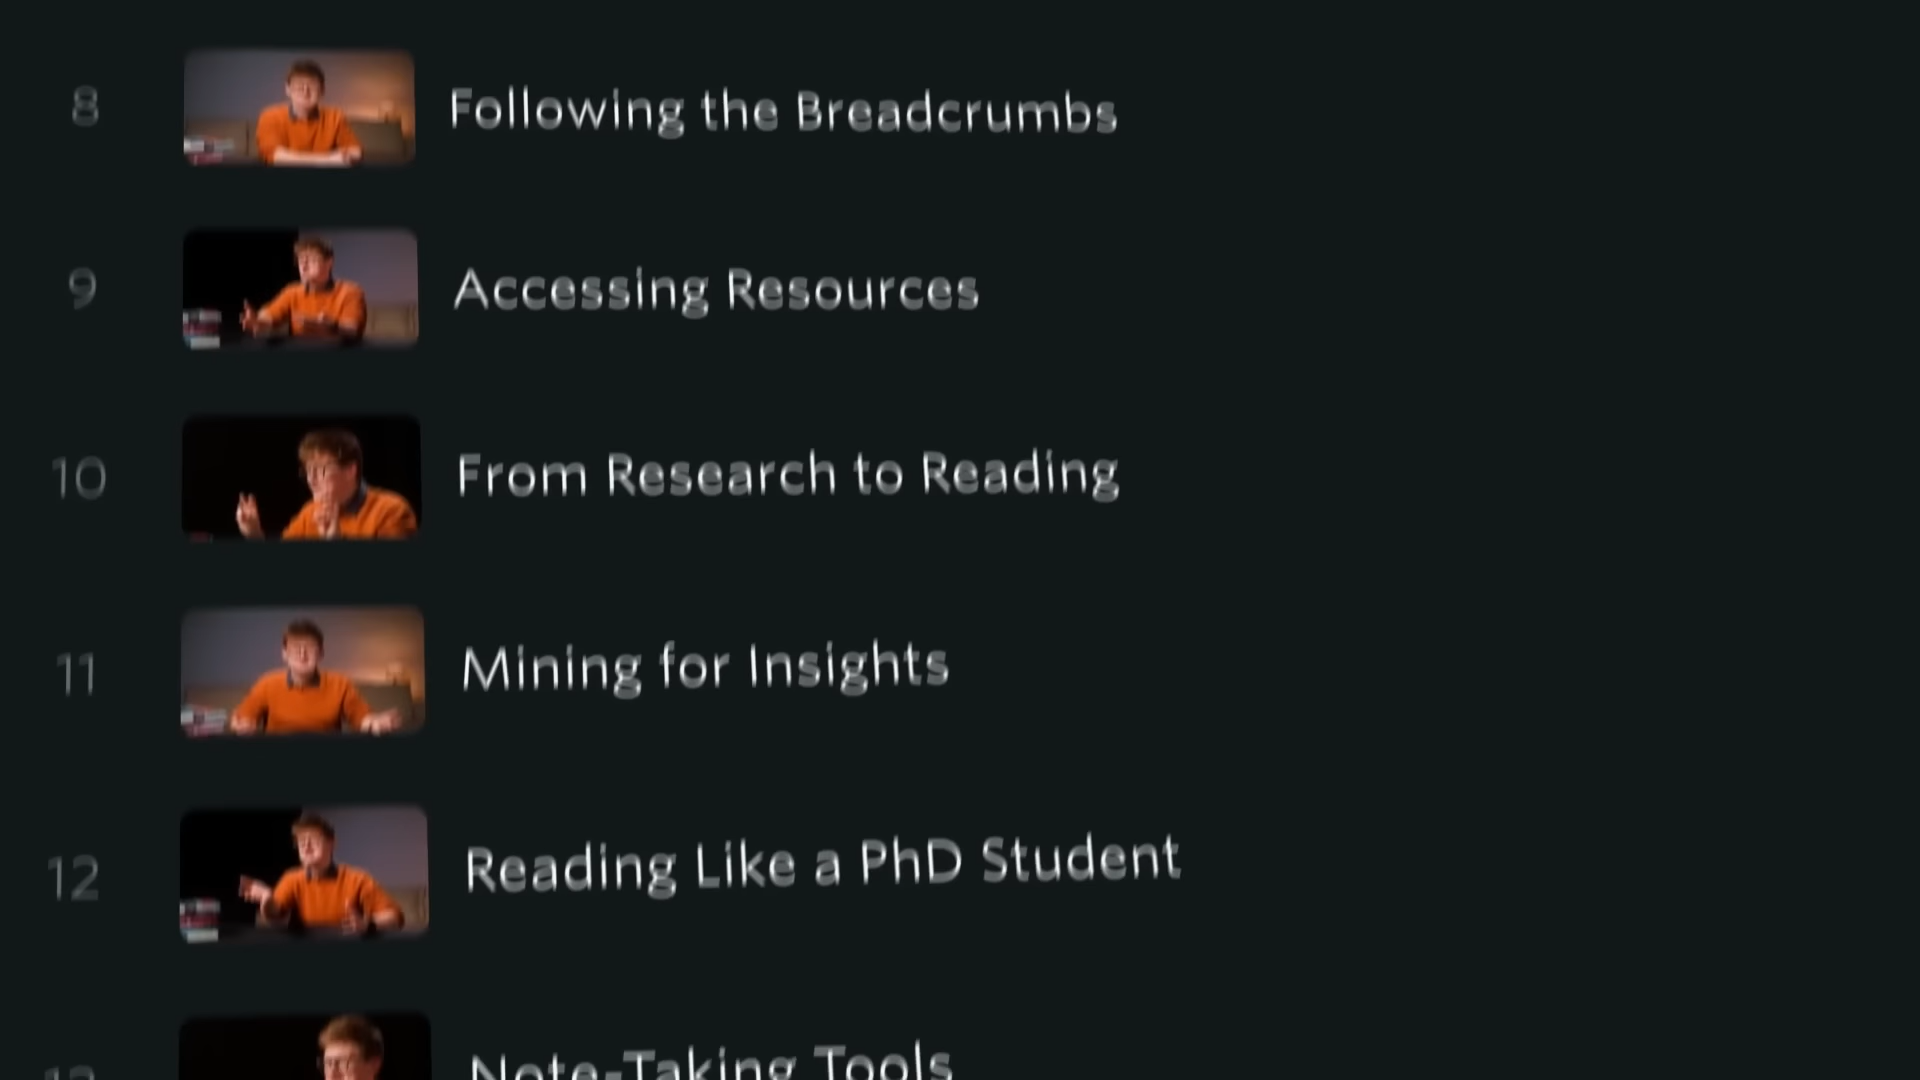 8 Following the Breadcrumbs
9 Accessing Resources
10 From Research to Reading
11 Mining for Insights
12 Reading Like a PhD Student
13 Note-Taking Tools